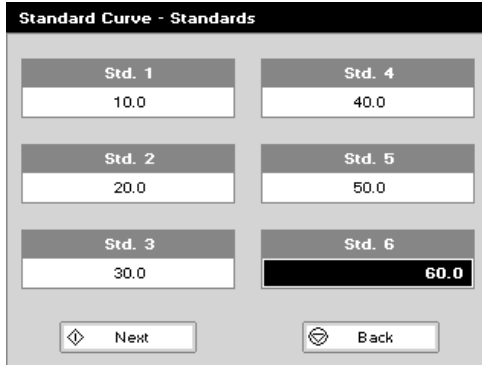 Standard Curve - Standards
Std. 1
10.0
Std. 4
40.0
Std. 2
20.0
Std. 5
50.0
Std. 3
30.0
Std. 6
60.0
Next
Back